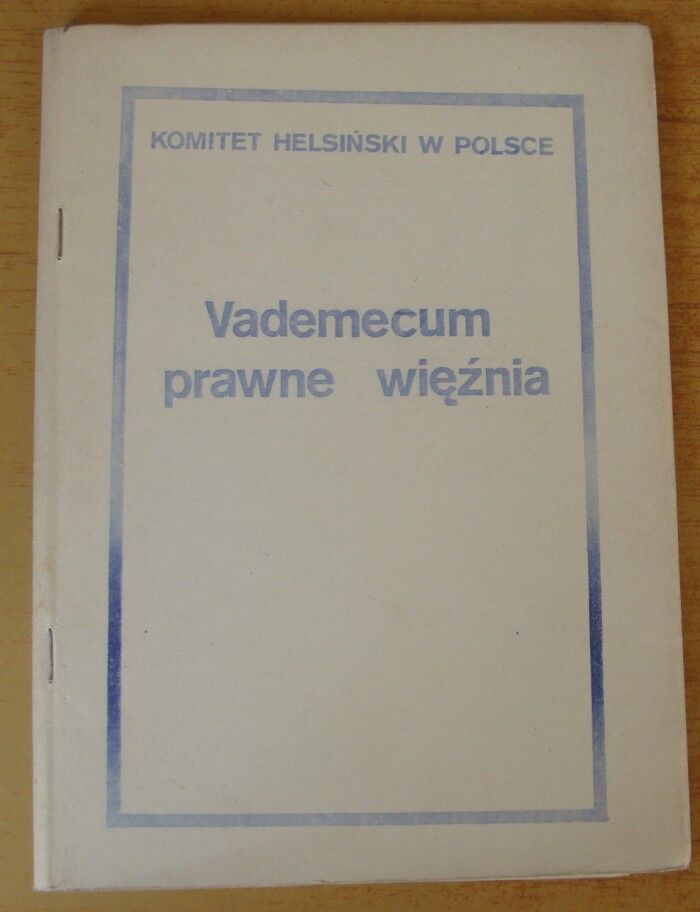 KOMITET HELSIŃSKI W POLSCE
Vademecum
prawne więźnia